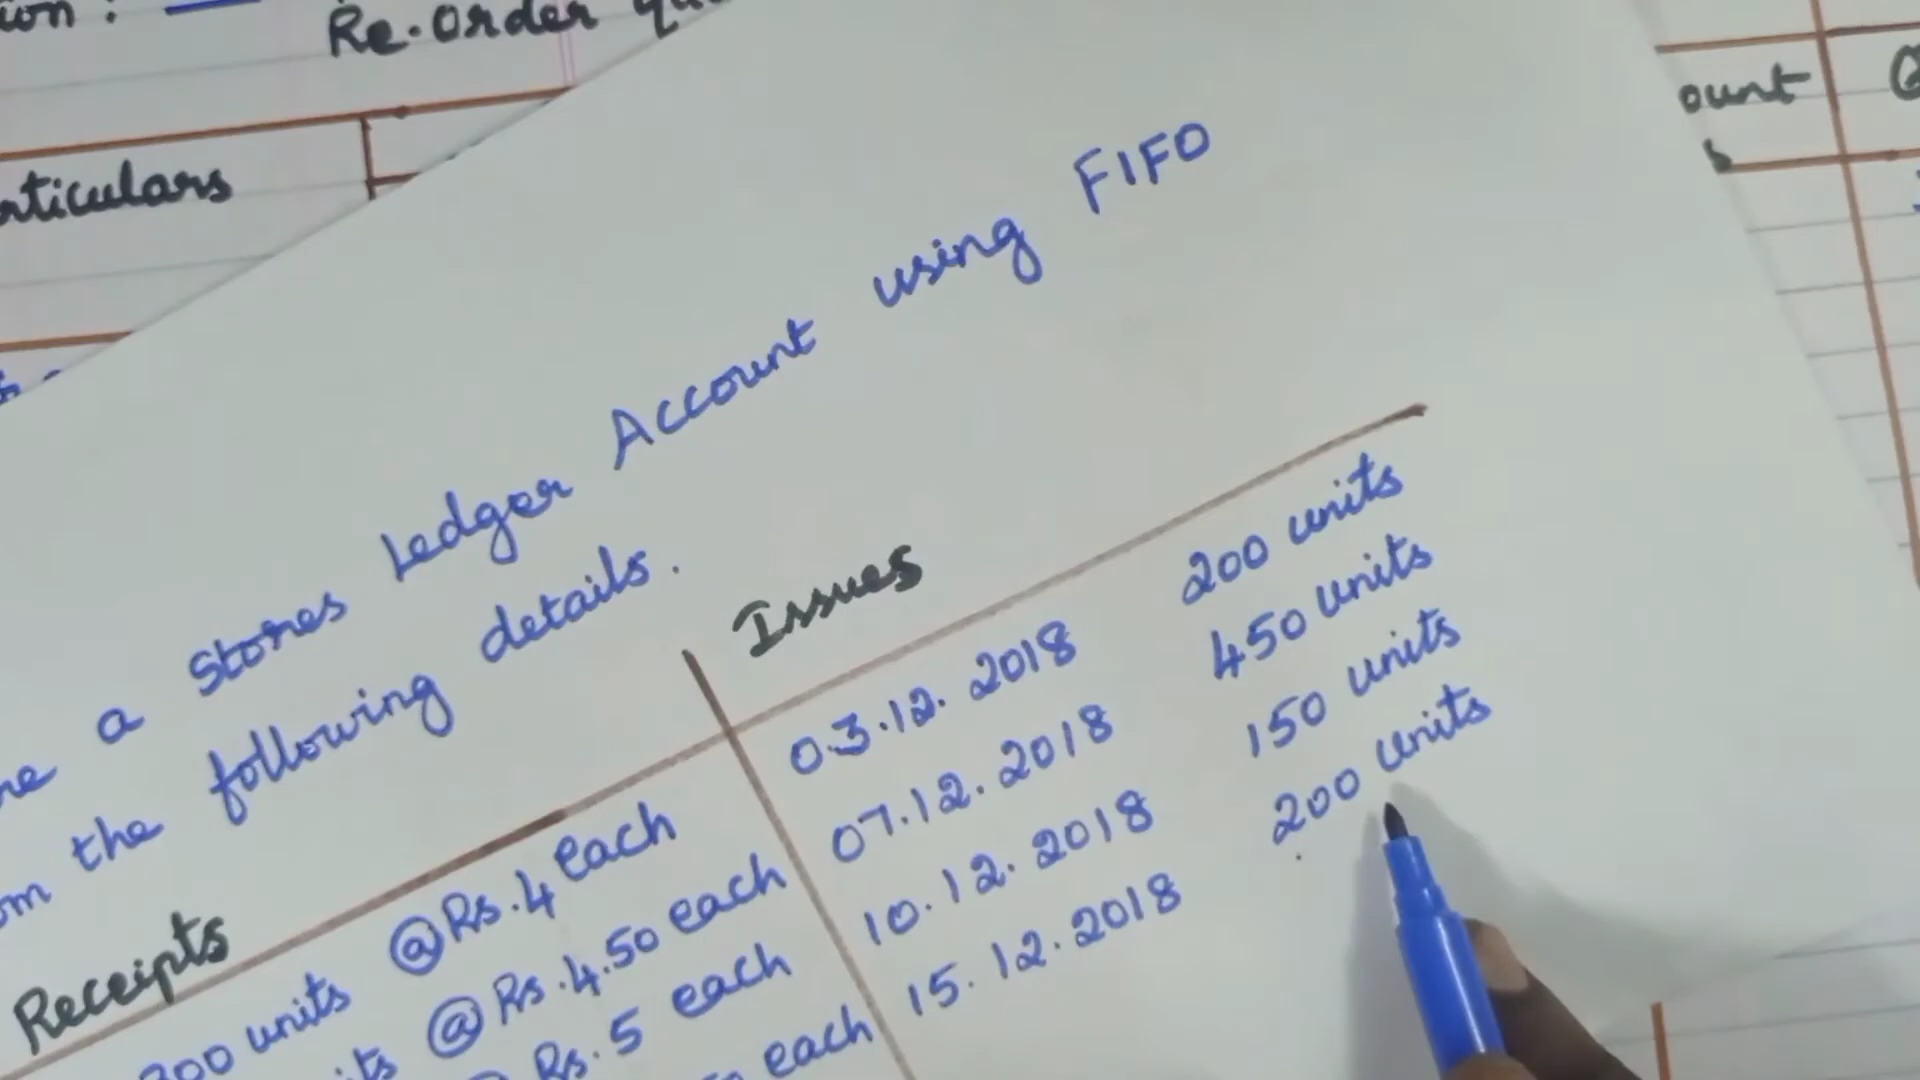 Re-Order
rticulars
ount
a Stores Ledger Account using FIFO
the following details.
Receipts
Issues
300 units @Rs.4 each
@Rs.4.50 each
Rs.5 each
each
03.12.2018 200 units
07.12.2018 450 units
10.12.2018 150 units
15.12.2018 200 units